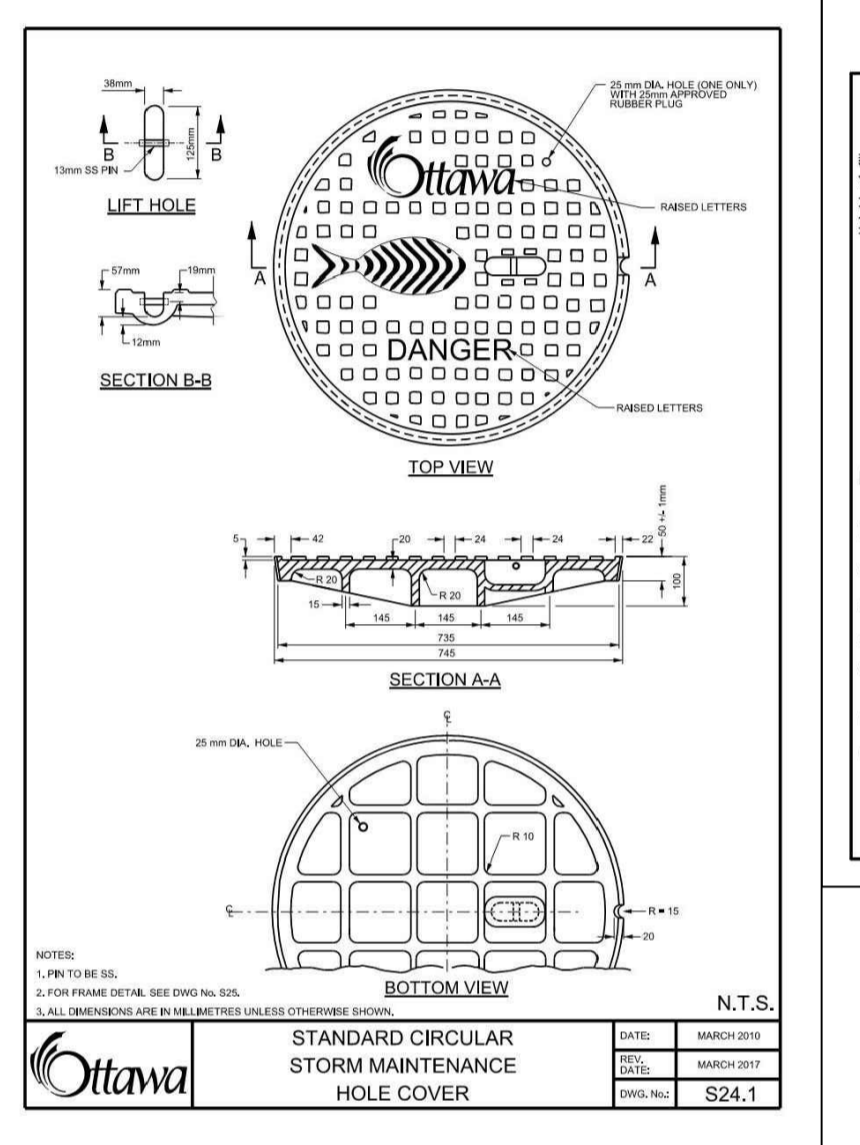 38mm
125mm
B
B
13mm SS PIN
LIFT HOLE
57mm
19mm
12mm
SECTION B-B
25 mm DIA. HOLE (ONE ONLY)
WITH 25mm APPROVED
RUBBER PLUG
Ottawa
RAISED LETTERS
A
A
DANGER
RAISED LETTERS
TOP VIEW
5
42
20
24
24
22
50 +/- 1mm
100
R 20
R 20
15
145
145
145
735
745
SECTION A-A
25 mm DIA. HOLE
R 10
R = 15
20
BOTTOM VIEW
NOTES:
1. PIN TO BE SS.
2. FOR FRAME DETAIL SEE DWG No. S25.
3. ALL DIMENSIONS ARE IN MILLIMETRES UNLESS OTHERWISE SHOWN.
N.T.S.
Ottawa
STANDARD CIRCULAR
STORM MAINTENANCE
HOLE COVER
DATE: MARCH 2010
REV. DATE: MARCH 2017
DWG. No.: S24.1